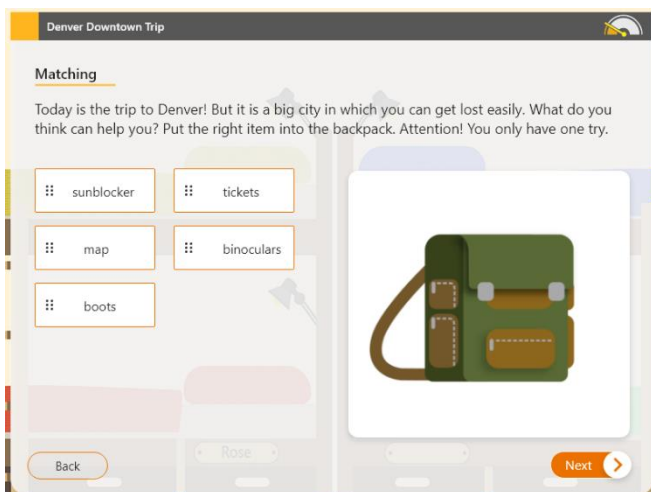 Denver Downtown Trip
Matching
Today is the trip to Denver! But it is a big city in which you can get lost easily. What do you
think can help you? Put the right item into the backpack. Attention! You only have one try.
sunblocker
tickets
map
binoculars
boots
Rose
Back
Next